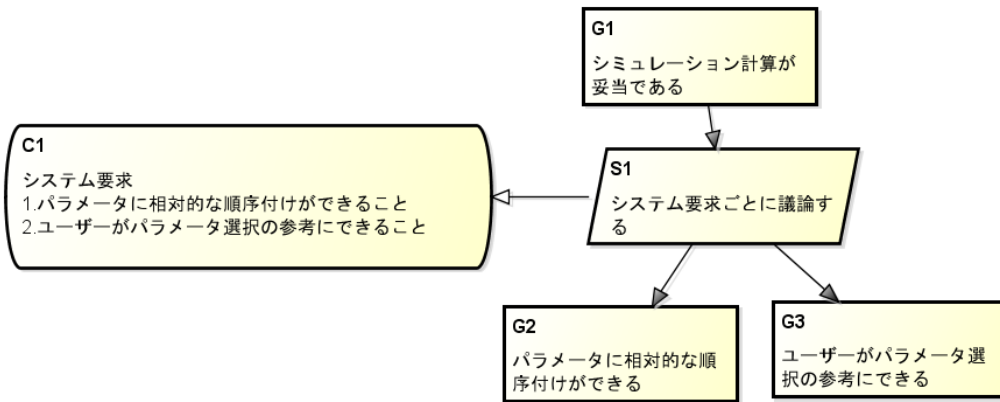 G1
シミュレーション計算が
妥当である
C1
システム要求
1.パラメータに相対的な順序付けができること
2.ユーザーがパラメータ選択の参考にできること
S1
システム要求ごとに議論す
る
G2
パラメータに相対的な順
序付けができる
G3
ユーザーがパラメータ選
択の参考にできる